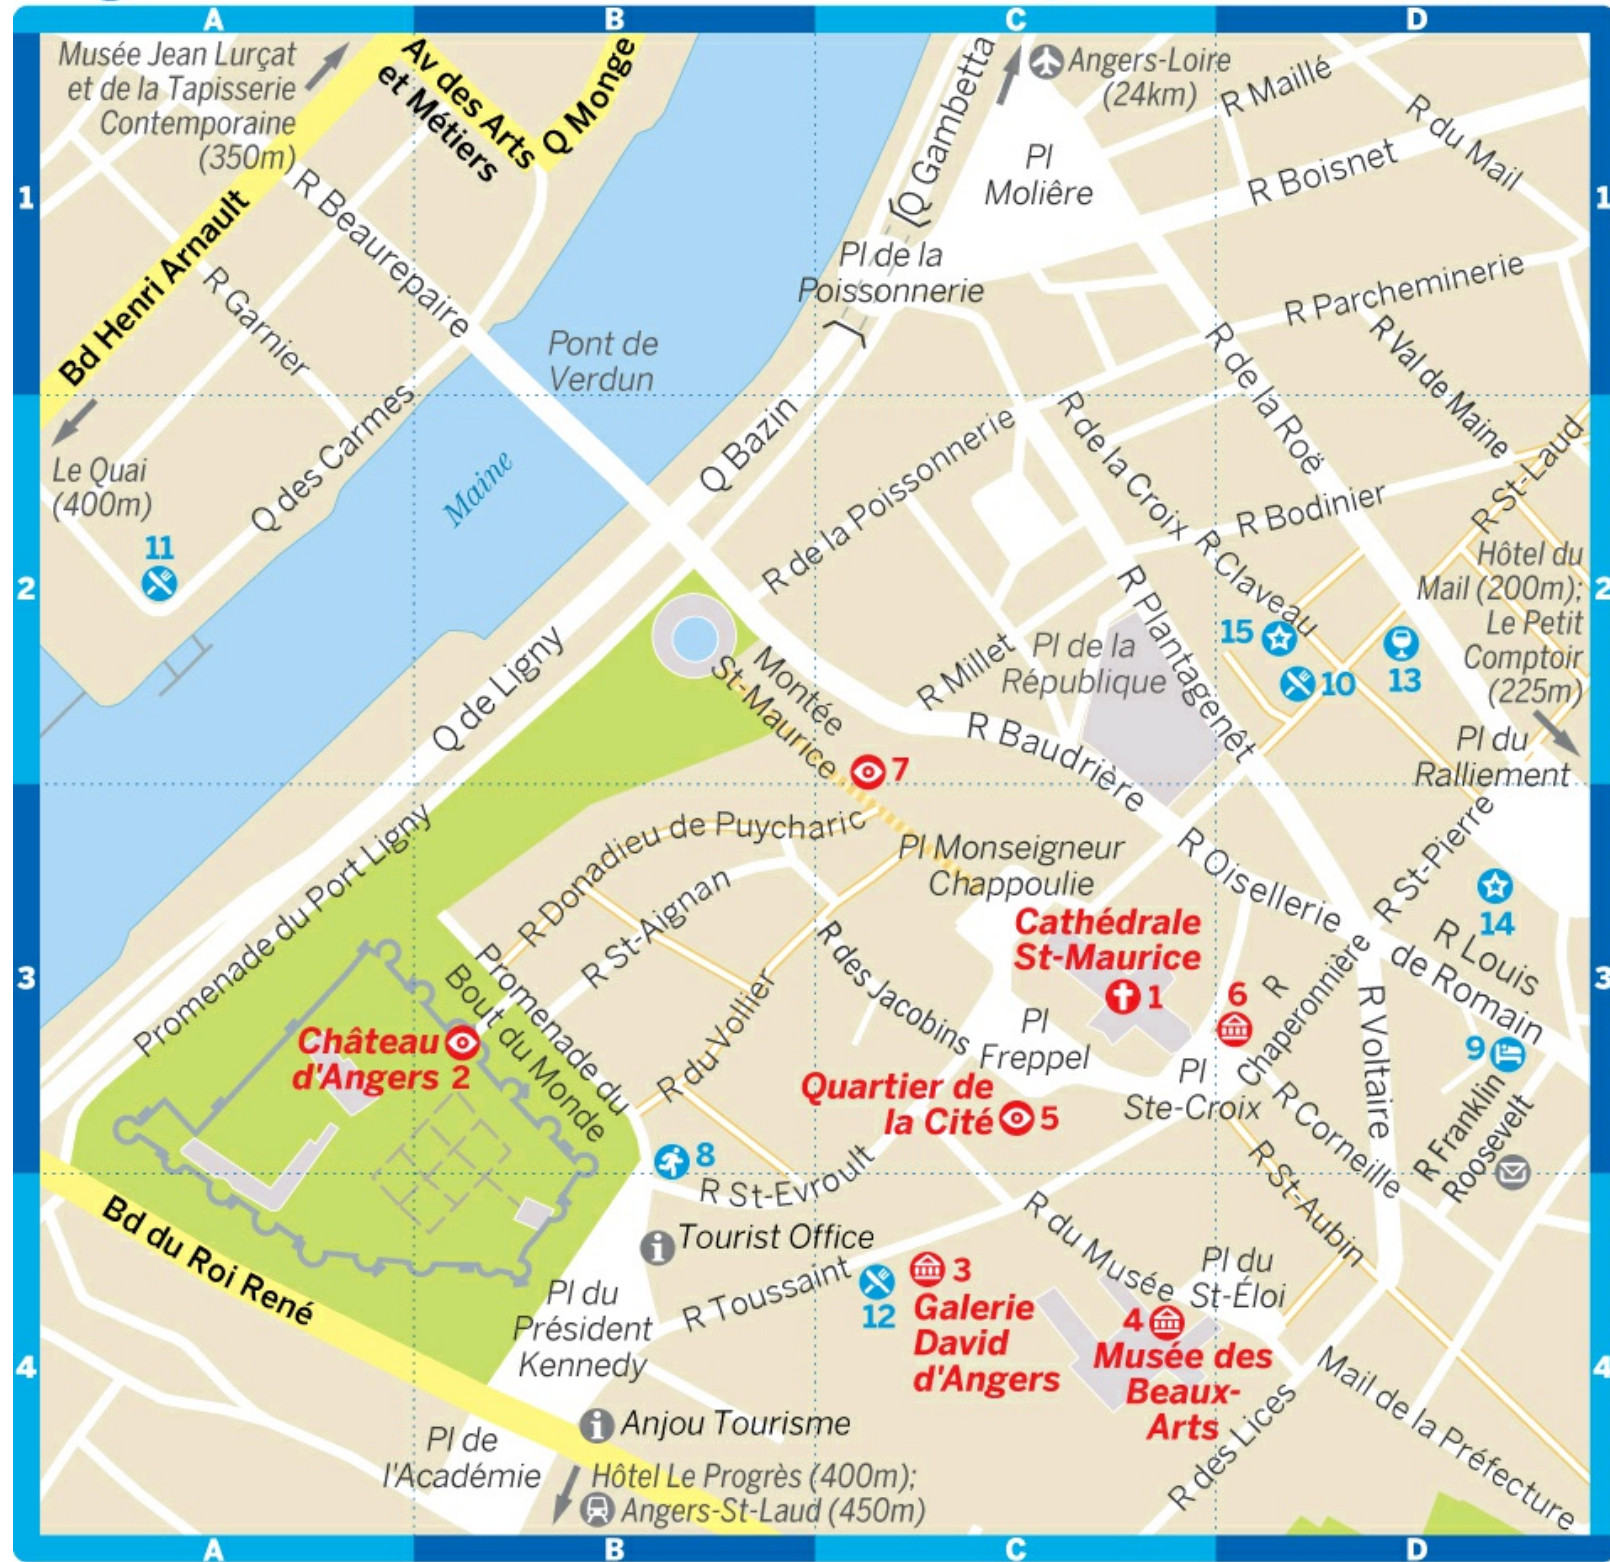 A
B
C
D
1
1
2
2
3
3
4
4
A
B
C
D
Musée Jean Lurçat
et de la Tapisserie
Contemporaine
(350m)
Av des Arts
et Métiers
Q Monge
Q Gambetta
Angers-Loire
(24km)
R Maillé
R du Mail
Pl
Molière
R Boisnet
R Beaurepaire
Bd Henri Arnault
R Garnier
Pl de la
Poissonnerie
R Parcheminerie
Pont de
Verdun
R Val de Maine
R de la Roë
Le Quai
(400m)
Q des Carmes
Maine
Q Bazin
R de la Poissonnerie
R de la Croix
R Bodinier
R St-Laud
11
R Claveau
Hôtel du
Mail (200m);
Le Petit
Comptoir
(225m)
R Plantagenêt
15
10
13
Pl de la
République
R Millet
Q de Ligny
Montée
St-Maurice
R Baudrière
7
Pl du
Ralliement
Promenade du Port Ligny
R Donadieu de Puycharic
Pl Monseigneur
Chappoulie
R Oisellerie
R St-Pierre
14
R St-Aignan
Cathédrale
St-Maurice
1
R Louis
de Romain
Promenade du
Bout du Monde
R des Jacobins
6
R
Chaperonnière
R Voltaire
Château
d'Angers 2
R du Vollier
Pl
Freppel
9
Quartier de
la Cité
5
Pl
Ste-Croix
R Corneille
R Franklin
Roosevelt
8
R St-Evroult
R St-Aubin
Bd du Roi René
Tourist Office
R du Musée
Pl du
St-Éloi
R Toussaint
12
3
Galerie
David
d'Angers
4
Musée des
Beaux-
Arts
Pl du
Président
Kennedy
Mail de la Préfecture
R des Lices
Anjou Tourisme
Pl de
l'Académie
Hôtel Le Progrès (400m);
Angers-St-Laud (450m)